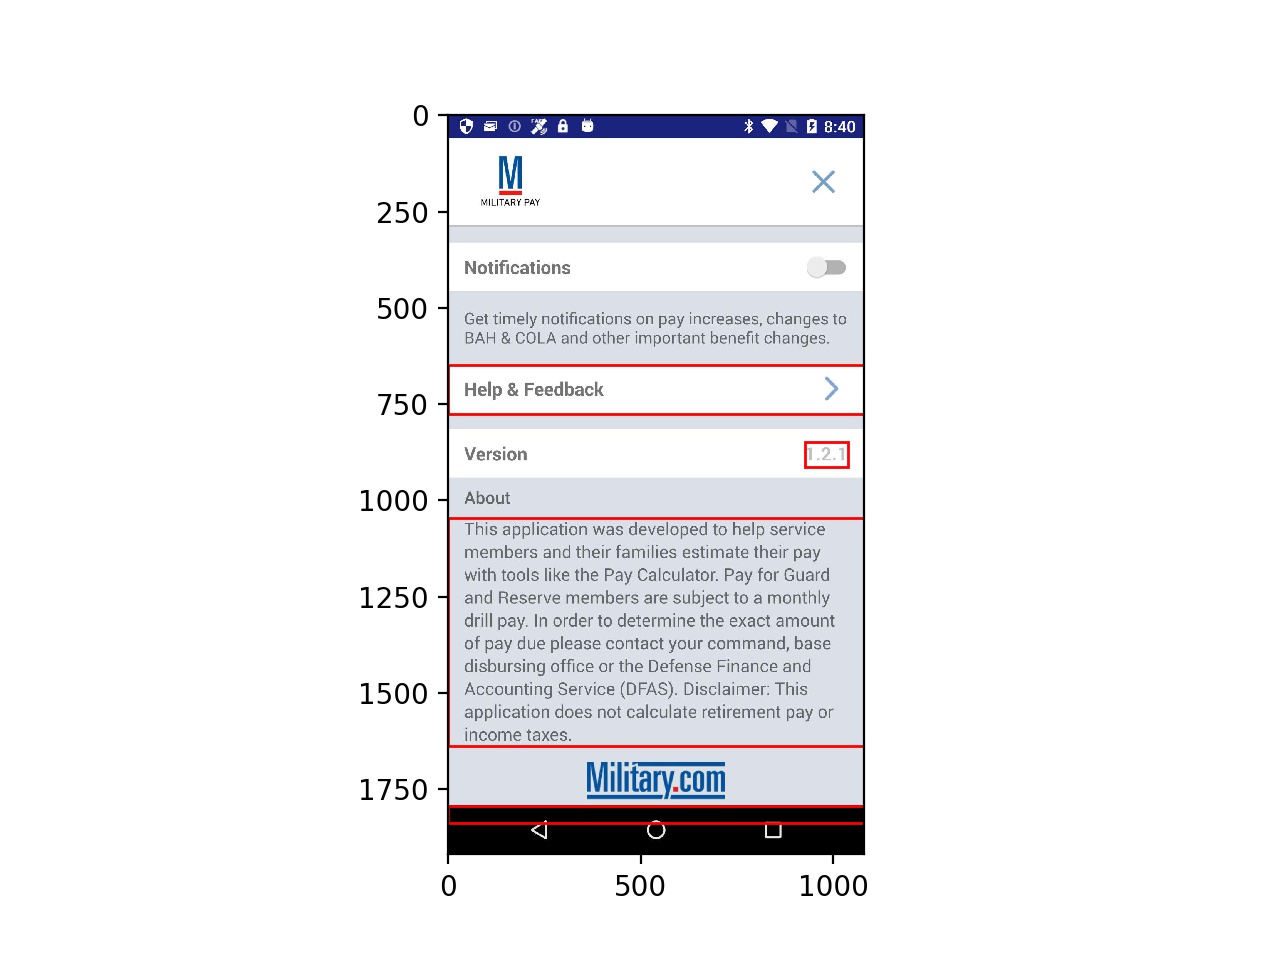 0
250
500
750
1000
1250
1500
1750
0
500
1000
8:40
M
MILITARY PAY
Notifications
Get timely notifications on pay increases, changes to
BAH & COLA and other important benefit changes.
Help & Feedback
Version
1.2.1
About
This application was developed to help service
members and their families estimate their pay
with tools like the Pay Calculator. Pay for Guard
and Reserve members are subject to a monthly
drill pay. In order to determine the exact amount
of pay due please contact your command, base
disbursing office or the Defense Finance and
Accounting Service (DFAS). Disclaimer: This
application does not calculate retirement pay or
income taxes.
Military.com